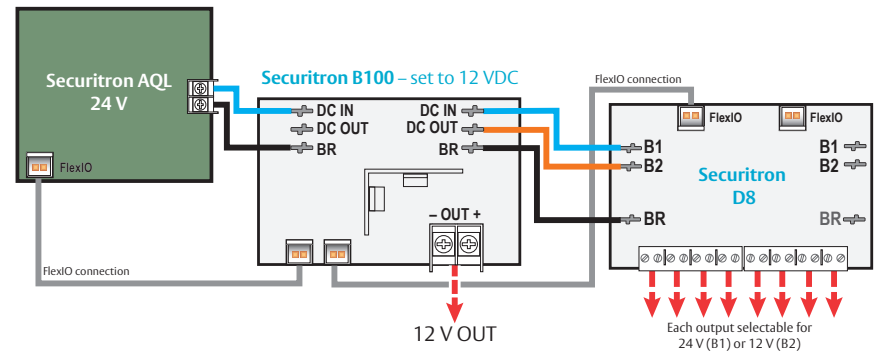 Securitron AQL
24 V
FlexIO
FlexIO connection
Securitron B100 – set to 12 VDC
DC IN
DC OUT
BR
DC IN
DC OUT
BR
– OUT +
12 V OUT
FlexIO connection
FlexIO
FlexIO
B1
B2
BR
Securitron
D8
B1
B2
BR
Each output selectable for
24 V (B1) or 12 V (B2)